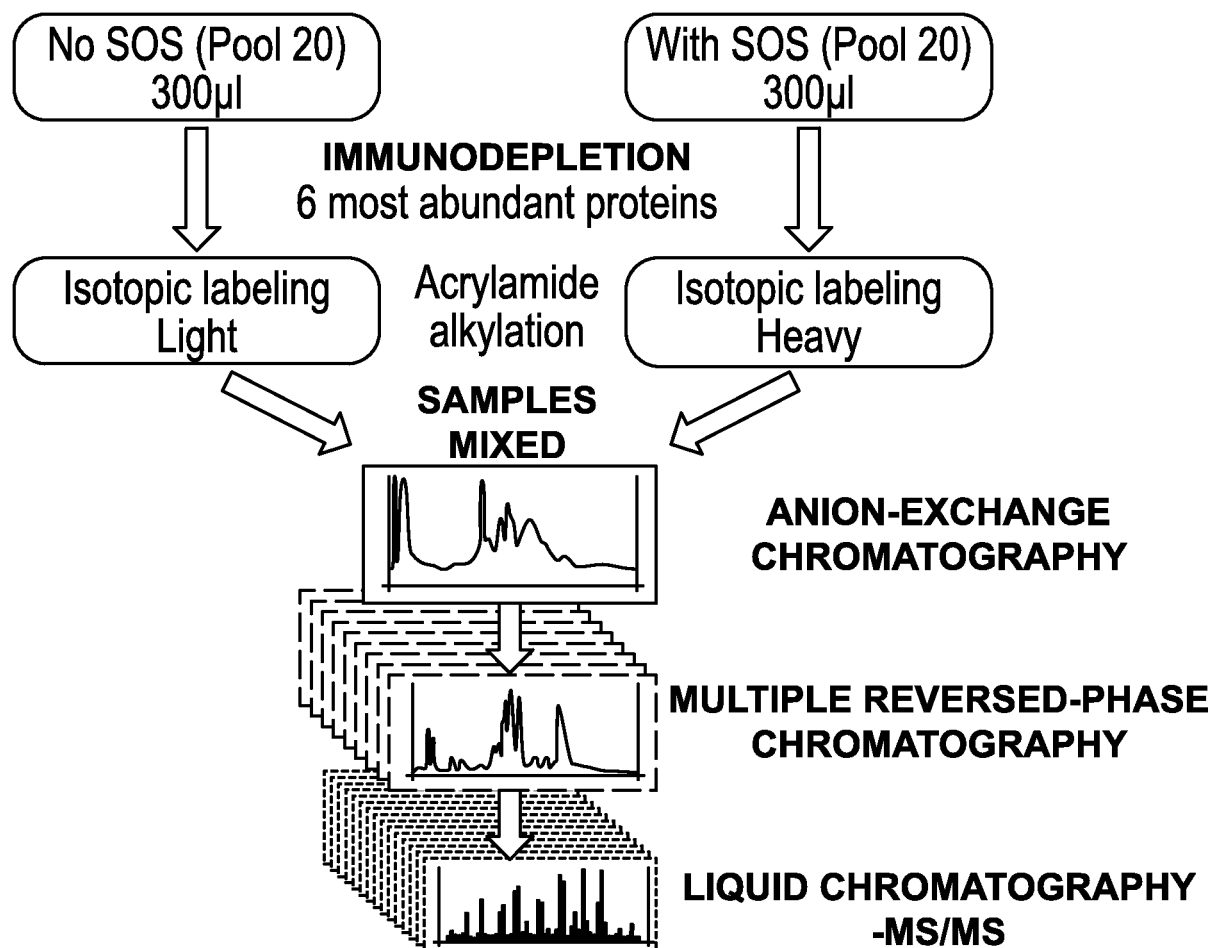 No SOS (Pool 20)
300µl
With SOS (Pool 20)
300µl
IMMUNODEPLETION
6 most abundant proteins
Isotopic labeling
Light
Acrylamide
alkylation
Isotopic labeling
Heavy
SAMPLES
MIXED
ANION-EXCHANGE
CHROMATOGRAPHY
MULTIPLE REVERSED-PHASE
CHROMATOGRAPHY
LIQUID CHROMATOGRAPHY
-MS/MS